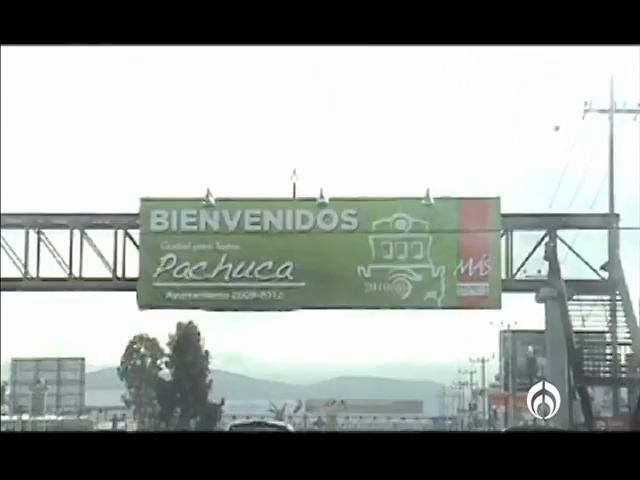 BIENVENIDOS
Ciudad para Todos
Pachuca
Ayuntamiento 2009-2012
2010
MÁS